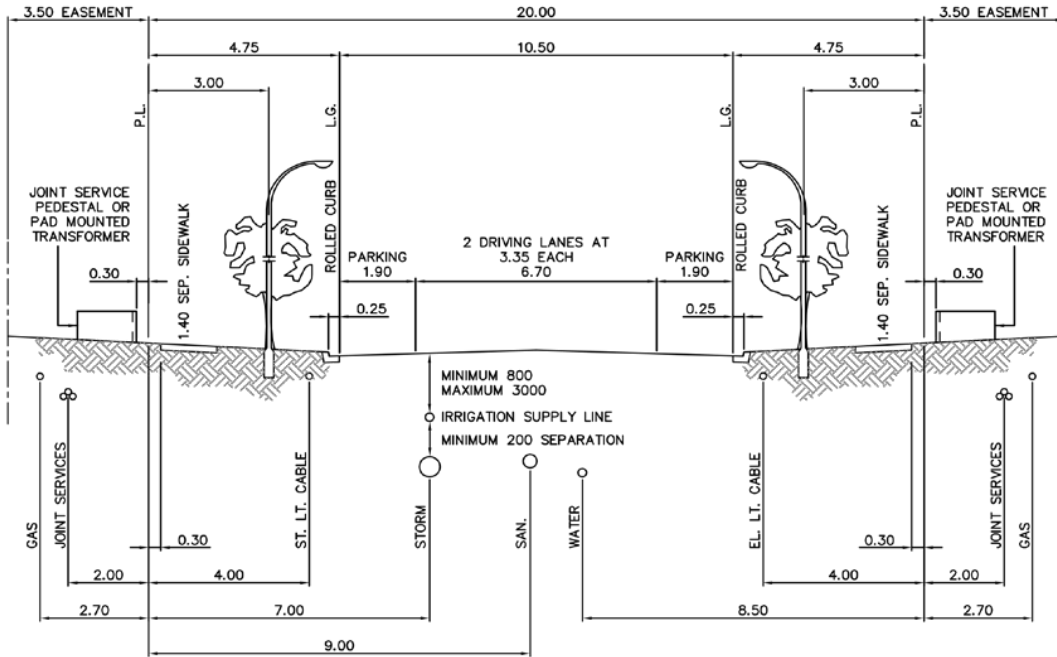 3.50 EASEMENT
20.00
3.50 EASEMENT
4.75
10.50
4.75
3.00
3.00
P.L.
L.G.
L.G.
P.L.
JOINT SERVICE
PEDESTAL OR
PAD MOUNTED
TRANSFORMER
1.40 SEP. SIDEWALK
ROLLED CURB
PARKING
1.90
2 DRIVING LANES AT
3.35 EACH
6.70
PARKING
1.90
ROLLED CURB
1.40 SEP. SIDEWALK
JOINT SERVICE
PEDESTAL OR
PAD MOUNTED
TRANSFORMER
0.30
0.25
0.25
0.30
MINIMUM 800
MAXIMUM 3000
IRRIGATION SUPPLY LINE
MINIMUM 200 SEPARATION
GAS
JOINT SERVICES
ST. LT. CABLE
STORM
SAN.
WATER
EL. LT. CABLE
JOINT SERVICES
GAS
0.30
0.30
2.00
4.00
4.00
2.00
2.70
7.00
8.50
2.70
9.00